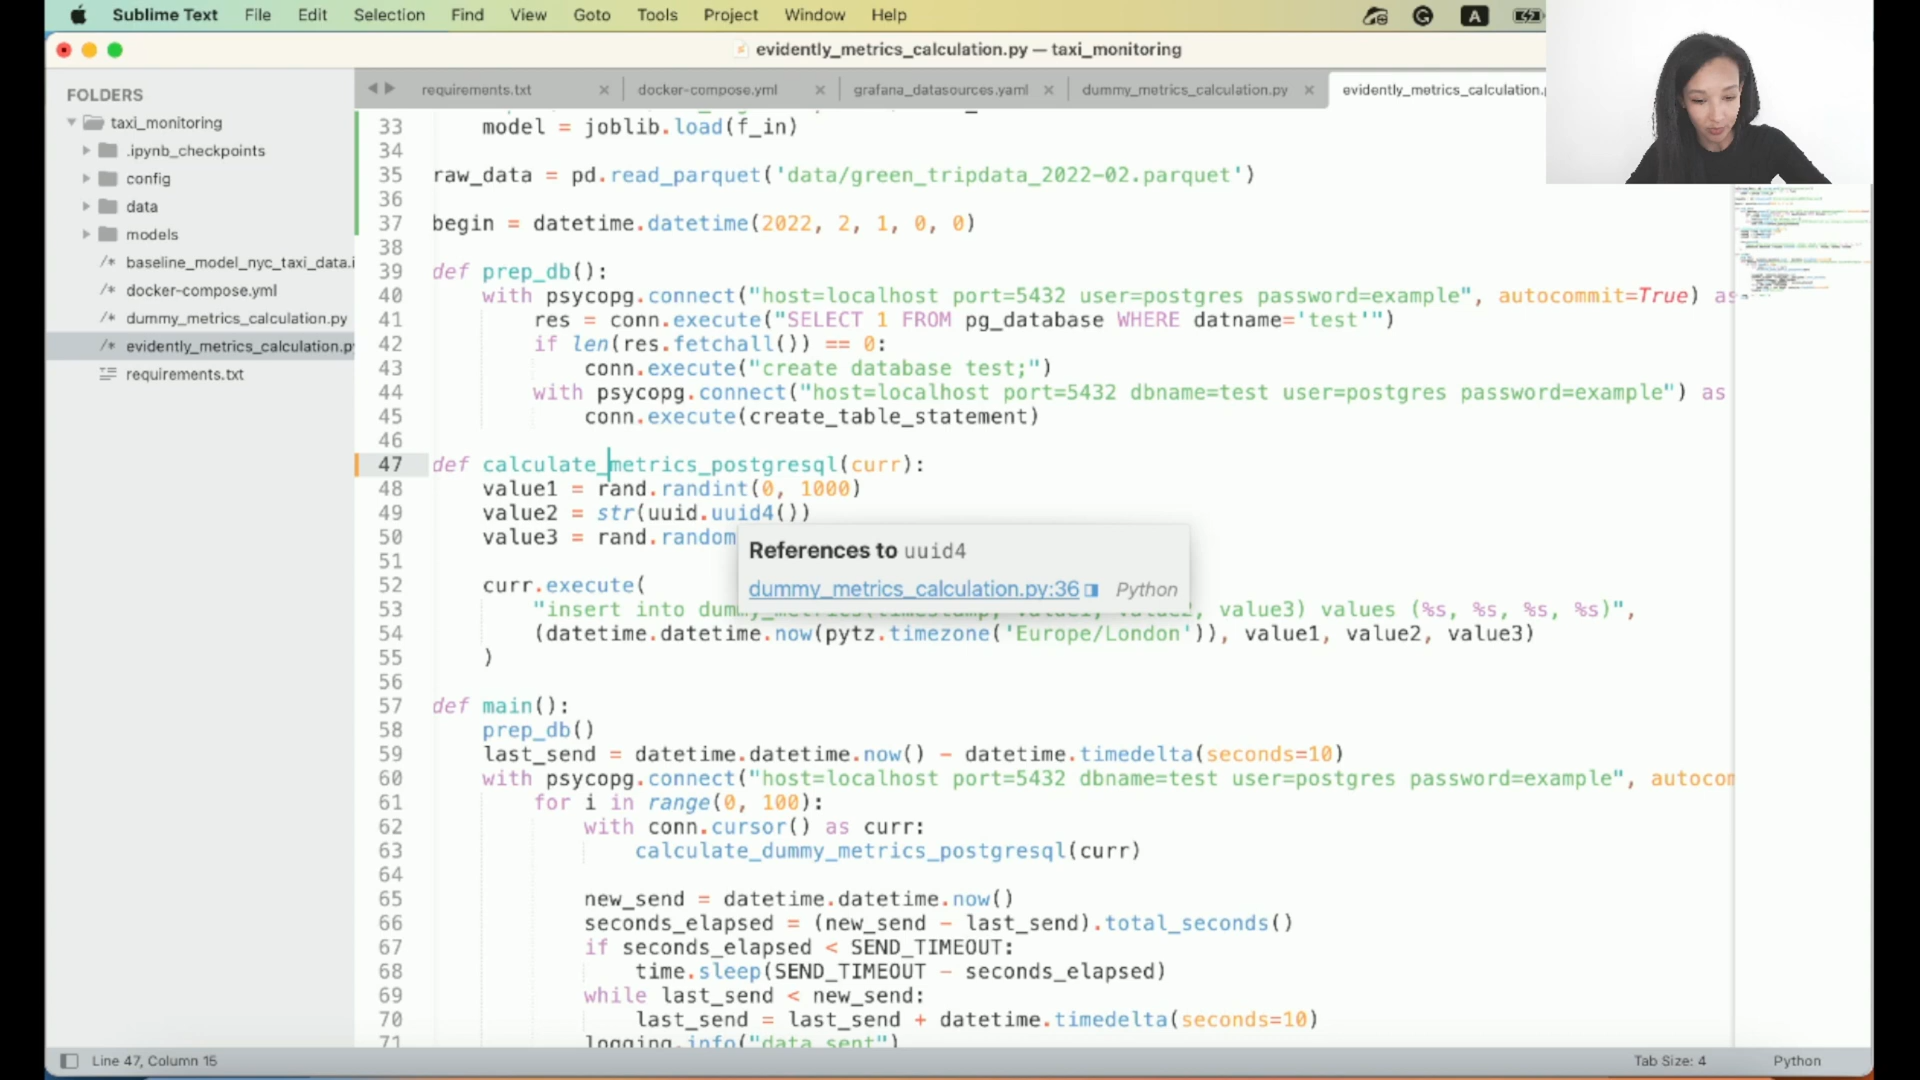 Sublime Text File Edit Selection Find View Goto Tools Project Window Help A
evidently_metrics_calculation.py — taxi_monitoring
FOLDERS
taxi_monitoring
.ipynb_checkpoints
config
data
models
baseline_model_nyc_taxi_data.i
docker-compose.yml
dummy_metrics_calculation.py
evidently_metrics_calculation.py
requirements.txt
requirements.txt docker-compose.yml grafana_datasources.yaml dummy_metrics_calculation.py evidently_metrics_calculation.p
33 model = joblib.load(f_in)
34
35 raw_data = pd.read_parquet('data/green_tripdata_2022-02.parquet')
36
37 begin = datetime.datetime(2022, 2, 1, 0, 0)
38
39 def prep_db():
40 with psycopg.connect("host=localhost port=5432 user=postgres password=example", autocommit=True) as
41 res = conn.execute("SELECT 1 FROM pg_database WHERE datname='test'")
42 if len(res.fetchall()) == 0:
43 conn.execute("create database test;")
44 with psycopg.connect("host=localhost port=5432 dbname=test user=postgres password=example") as
45 conn.execute(create_table_statement)
46
47 def calculate_metrics_postgresql(curr):
48 value1 = rand.randint(0, 1000)
49 value2 = str(uuid.uuid4())
50 value3 = rand.random
References to uuid4
dummy_metrics_calculation.py:36 Python
51
52 curr.execute(
53 "insert into dummy_metrics(timestamp, value1, value2, value3) values (%s, %s, %s, %s)",
54 (datetime.datetime.now(pytz.timezone('Europe/London')), value1, value2, value3)
55 )
56
57 def main():
58 prep_db()
59 last_send = datetime.datetime.now() - datetime.timedelta(seconds=10)
60 with psycopg.connect("host=localhost port=5432 dbname=test user=postgres password=example", autocom
61 for i in range(0, 100):
62 with conn.cursor() as curr:
63 calculate_dummy_metrics_postgresql(curr)
64
65 new_send = datetime.datetime.now()
66 seconds_elapsed = (new_send - last_send).total_seconds()
67 if seconds_elapsed < SEND_TIMEOUT:
68 time.sleep(SEND_TIMEOUT - seconds_elapsed)
69 while last_send < new_send:
70 last_send = last_send + datetime.timedelta(seconds=10)
71 logging.info("data sent")
Line 47, Column 15 Tab Size: 4 Python